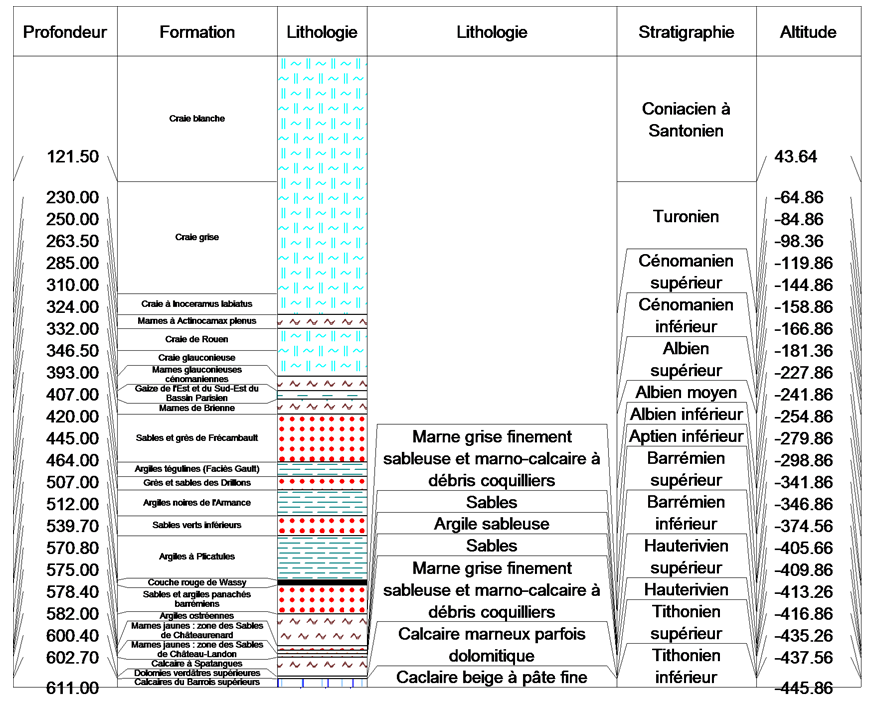 Profondeur
Formation
Lithologie
Lithologie
Stratigraphie
Altitude
121.50
230.00
250.00
263.50
285.00
310.00
324.00
332.00
346.50
393.00
407.00
420.00
445.00
464.00
507.00
512.00
539.70
570.80
575.00
578.40
582.00
600.40
602.70
611.00
Craie blanche
Craie grise
Craie à Inoceramus labiatus
Marnes à Actinocamax plenus
Craie de Rouen
Craie glauconieuse
Marnes glauconieuses
cénomaniennes
Gaize de l'Est et du Sud-Est du
Bassin Parisien
Marnes de Brienne
Sables et grès de Frécambault
Argiles tégulines (Faciès Gault)
Grès et sables des Drillons
Argiles noires de l'Armance
Sables verts inférieurs
Argiles à Plicatules
Couche rouge de Wassy
Sables et argiles panachés
barrémiens
Argiles ostréennes
Marnes jaunes : zone des Sables
de Châteaurenard
Marnes jaunes : zone des Sables
de Château-Landon
Calcaire à Spatangues
Dolomies verdâtres supérieures
Calcaires du Barrois supérieurs
Marne grise finement
sableuse et marno-calcaire à
débris coquilliers
Sables
Argile sableuse
Sables
Marne grise finement
sableuse et marno-calcaire à
débris coquilliers
Calcaire marneux parfois
dolomitique
Caclaire beige à pâte fine
Coniacien à
Santonien
Turonien
Cénomanien
supérieur
Cénomanien
inférieur
Albien
supérieur
Albien moyen
Albien inférieur
Aptien inférieur
Barrémien
supérieur
Barrémien
inférieur
Hauterivien
supérieur
Hauterivien
Tithonien
supérieur
Tithonien
inférieur
43.64
-64.86
-84.86
-98.36
-119.86
-144.86
-158.86
-166.86
-181.36
-227.86
-241.86
-254.86
-279.86
-298.86
-341.86
-346.86
-374.56
-405.66
-409.86
-413.26
-416.86
-435.26
-437.56
-445.86